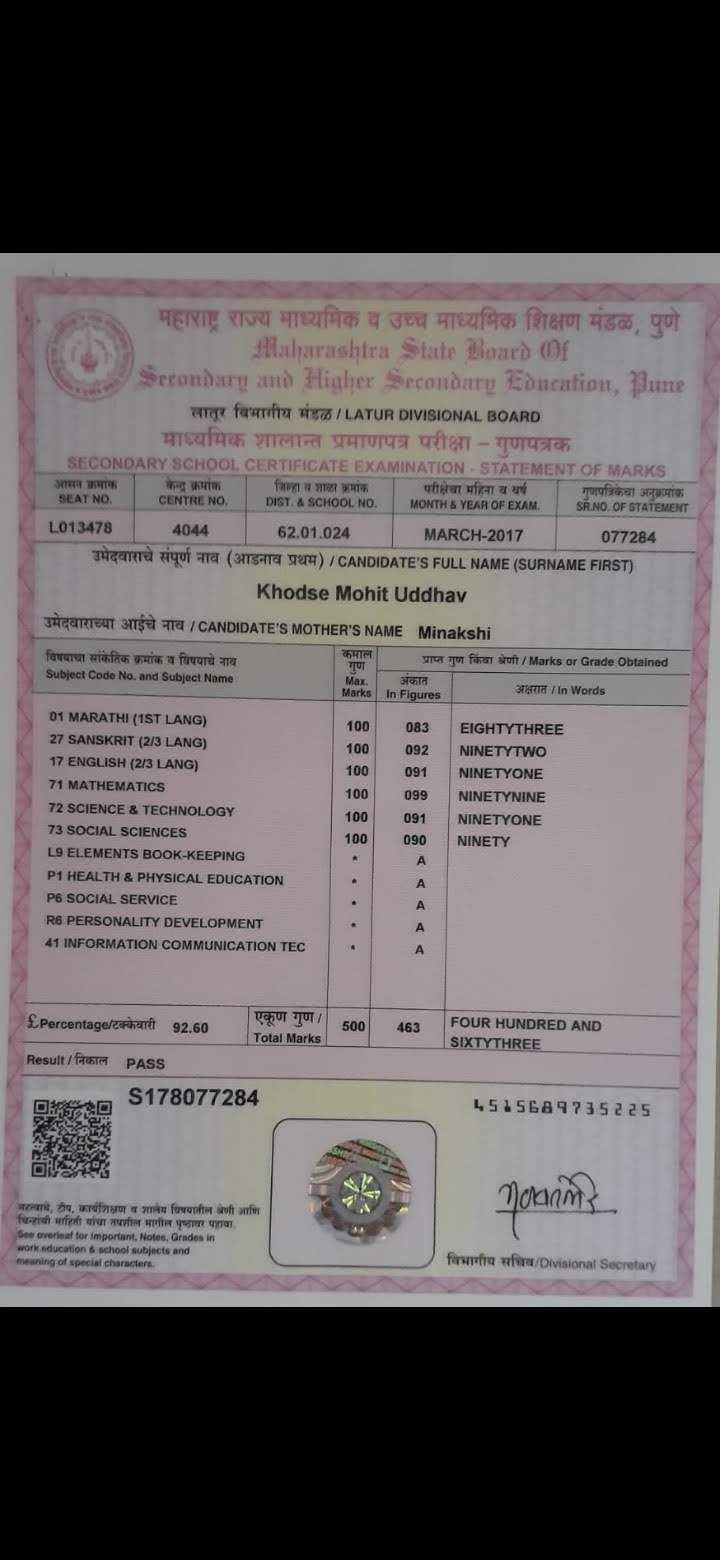 महाराष्ट्र राज्य माध्यमिक व उच्च माध्यमिक शिक्षण मंडळ, पुणे
Maharashtra State Board Of
Secondary and Higher Secondary Education, Pune
लातूर विभागीय मंडळ / LATUR DIVISIONAL BOARD
माध्यमिक शालान्त प्रमाणपत्र परीक्षा – गुणपत्रक
SECONDARY SCHOOL CERTIFICATE EXAMINATION - STATEMENT OF MARKS
आसन क्रमांक केन्द्र क्रमांक जिल्हा व शाळा क्रमांक परीक्षेचा महिना व वर्ष गुणपत्रिकेचा अनुक्रमांक
SEAT NO. CENTRE NO. DIST. & SCHOOL NO. MONTH & YEAR OF EXAM. SR.NO. OF STATEMENT
L013478 4044 62.01.024 MARCH-2017 077284
उमेदवाराचे संपूर्ण नाव (आडनाव प्रथम) / CANDIDATE'S FULL NAME (SURNAME FIRST)
Khodse Mohit Uddhav
उमेदवाराच्या आईचे नाव / CANDIDATE'S MOTHER'S NAME Minakshi
विषयाचा सांकेतिक क्रमांक व विषयाचे नाव
Subject Code No. and Subject Name
कमाल
गुण
Max.
Marks
प्राप्त गुण किंवा श्रेणी / Marks or Grade Obtained
अंकात
In Figures
अक्षरात / In Words
01 MARATHI (1ST LANG) 100 083 EIGHTYTHREE
27 SANSKRIT (2/3 LANG) 100 092 NINETYTWO
17 ENGLISH (2/3 LANG) 100 091 NINETYONE
71 MATHEMATICS 100 099 NINETYNINE
72 SCIENCE & TECHNOLOGY 100 091 NINETYONE
73 SOCIAL SCIENCES 100 090 NINETY
L9 ELEMENTS BOOK-KEEPING * A
P1 HEALTH & PHYSICAL EDUCATION * A
P6 SOCIAL SERVICE * A
R6 PERSONALITY DEVELOPMENT * A
41 INFORMATION COMMUNICATION TEC * A
£Percentage/टक्केवारी 92.60
एकूण गुण /
Total Marks
500 463
FOUR HUNDRED AND
SIXTYTHREE
Result / निकाल PASS
S178077284
4515689735225
महत्वाचे, टीप, कार्यशिक्षण व शालेय विषयातील श्रेणी आणि
चिन्हांची माहिती यांचा तपशील मागील पृष्ठावर पहावा.
See overleaf for Important, Notes, Grades in
work education & school subjects and
meaning of special characters.
विभागीय सचिव/Divisional Secretary